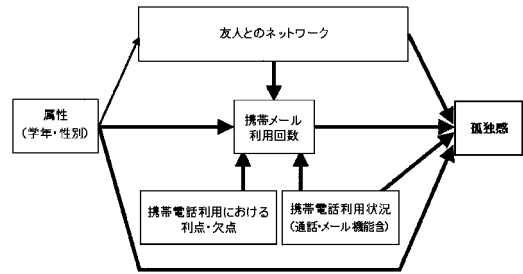 友人とのネットワーク
属性
(学年・性別)
携帯メール
利用回数
孤独感
携帯電話利用における
利点・欠点
携帯電話利用状況
(通話・メール機能含)